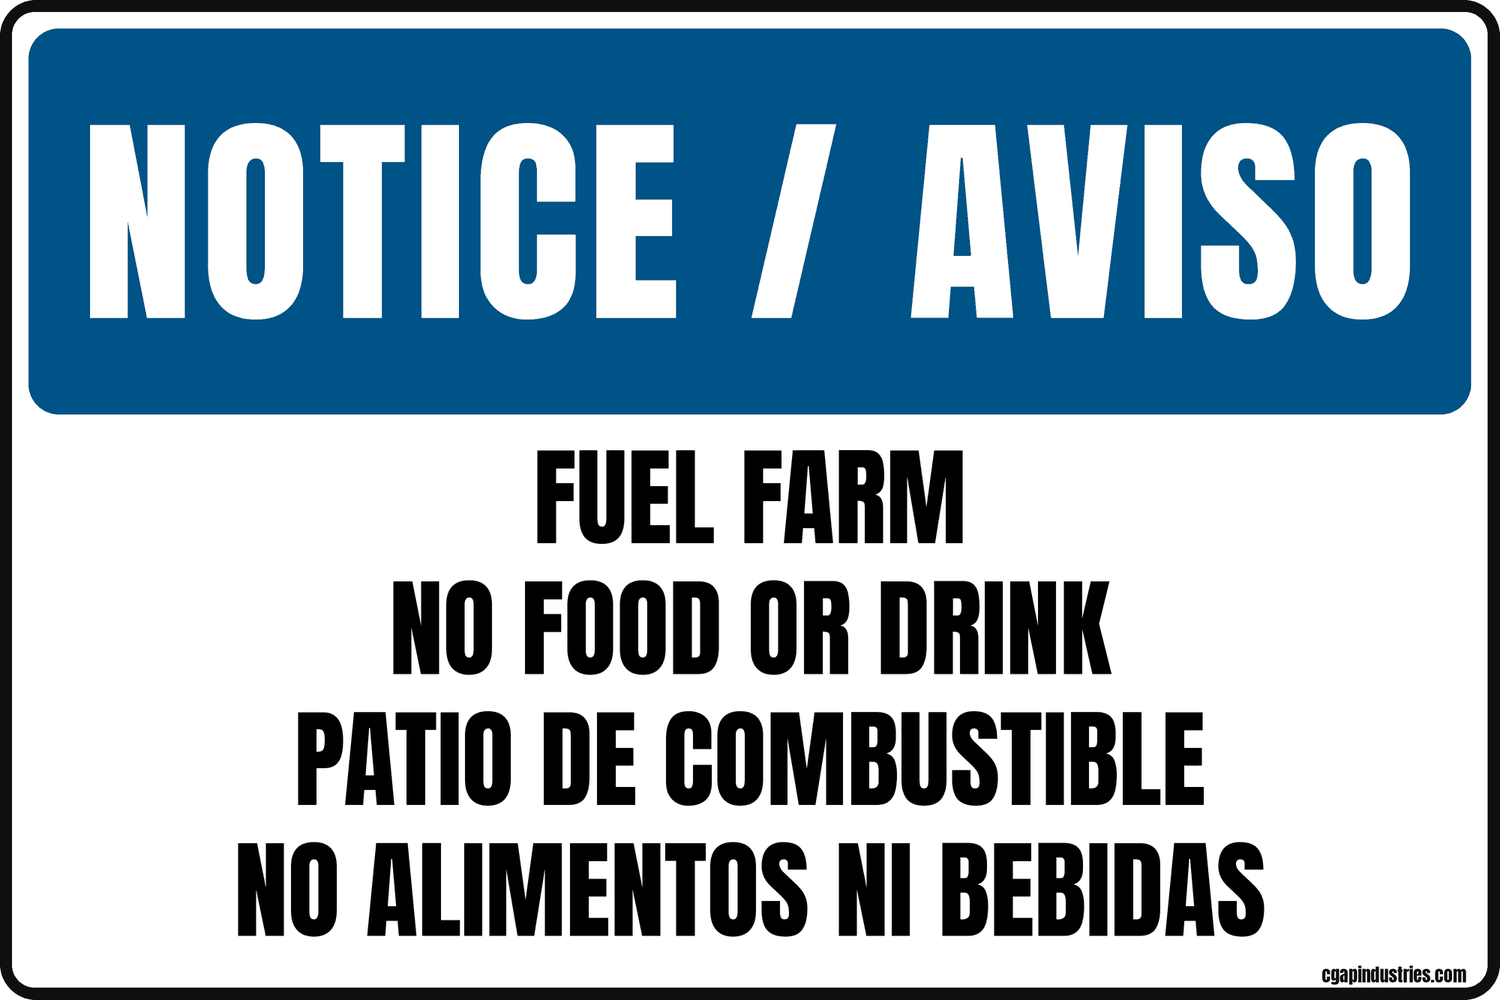 NOTICE / AVISO
FUEL FARM
NO FOOD OR DRINK
PATIO DE COMBUSTIBLE
NO ALIMENTOS NI BEBIDAS
cgapindustries.com